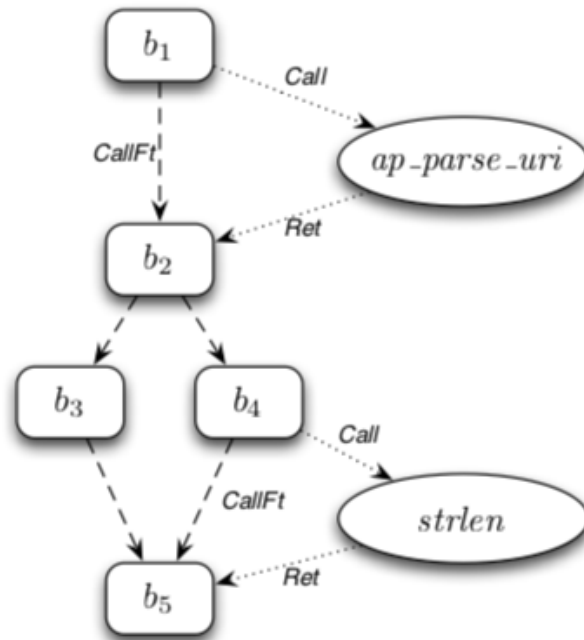 b₁
Call
CallFt
ap_parse_uri
Ret
b₂
b₃
b₄
Call
CallFt
strlen
Ret
b₅